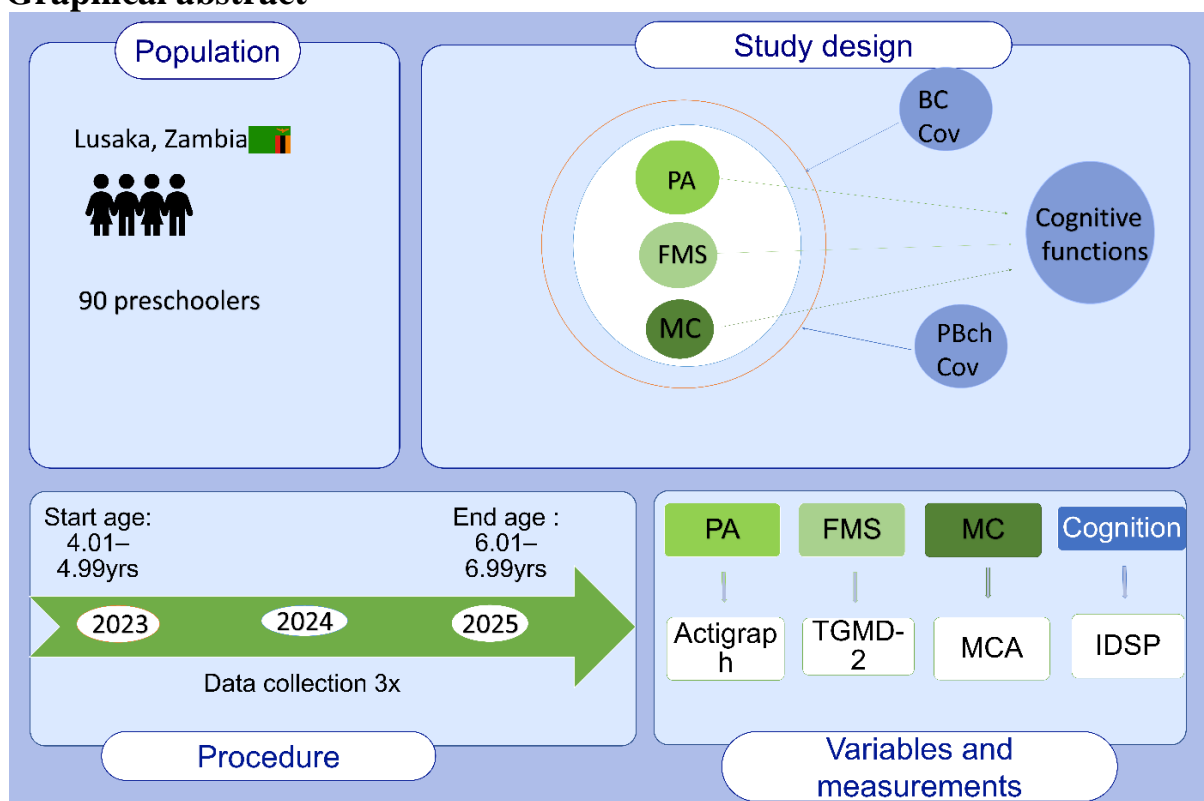 Graphical abstract
Population
Lusaka, Zambia
90 preschoolers
Study design
PA
FMS
MC
BC
Cov
Cognitive
functions
PBch
Cov
Start age:
4.01–
4.99yrs
End age :
6.01–
6.99yrs
2023
2024
2025
Data collection 3x
Procedure
PA
FMS
MC
Cognition
Actigrap
h
TGMD-
2
MCA
IDSP
Variables and
measurements